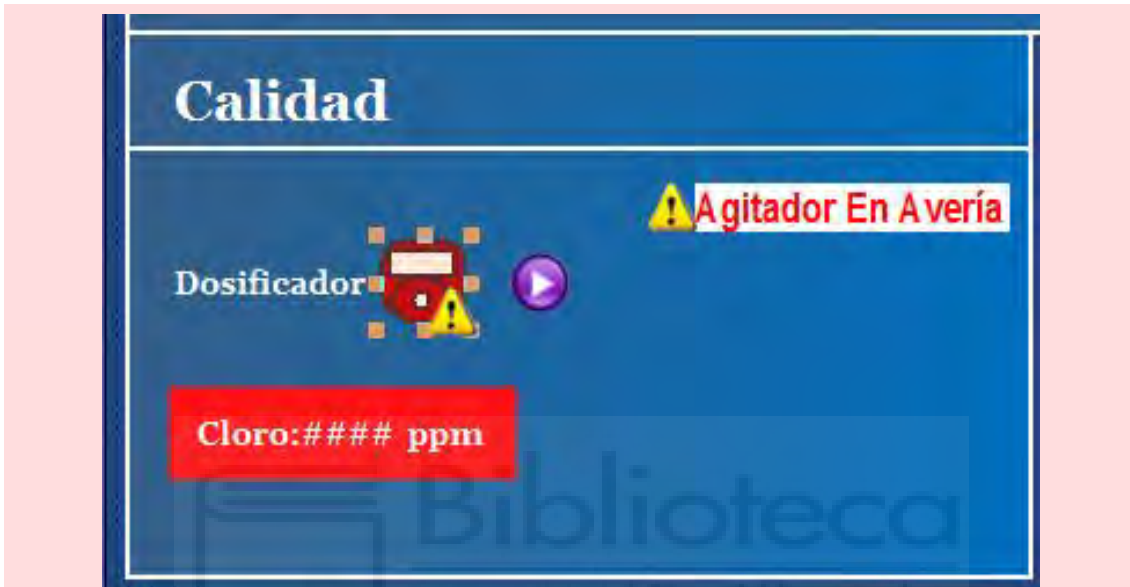 Calidad
Agitador En Avería
Dosificador
Cloro:#### ppm
Biblioteca